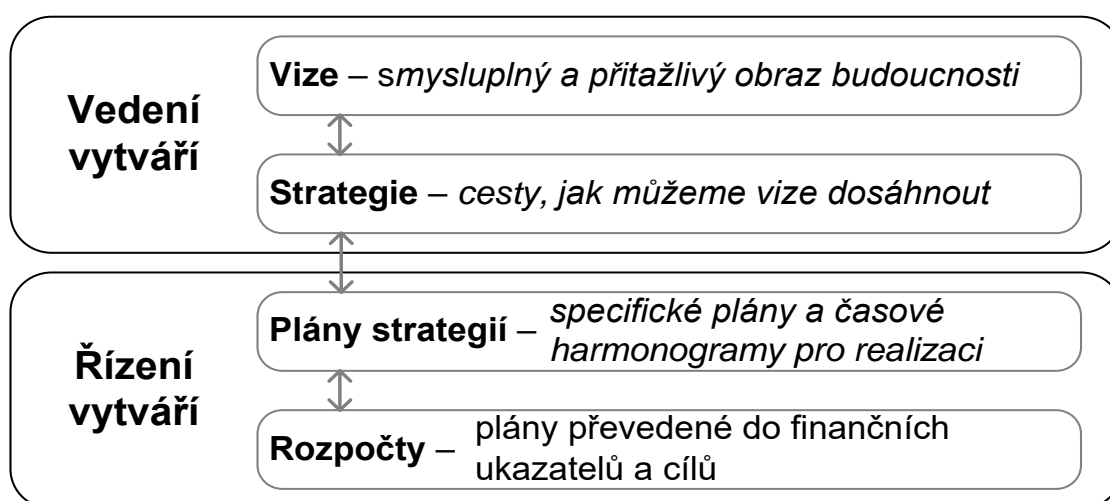 Vedení
vytváří
Vize – smysluplný a přitažlivý obraz budoucnosti
Strategie – cesty, jak můžeme vize dosáhnout
Řízení
vytváří
Plány strategií – specifické plány a časové
harmonogramy pro realizaci
Rozpočty – plány převedené do finančních
ukazatelů a cílů